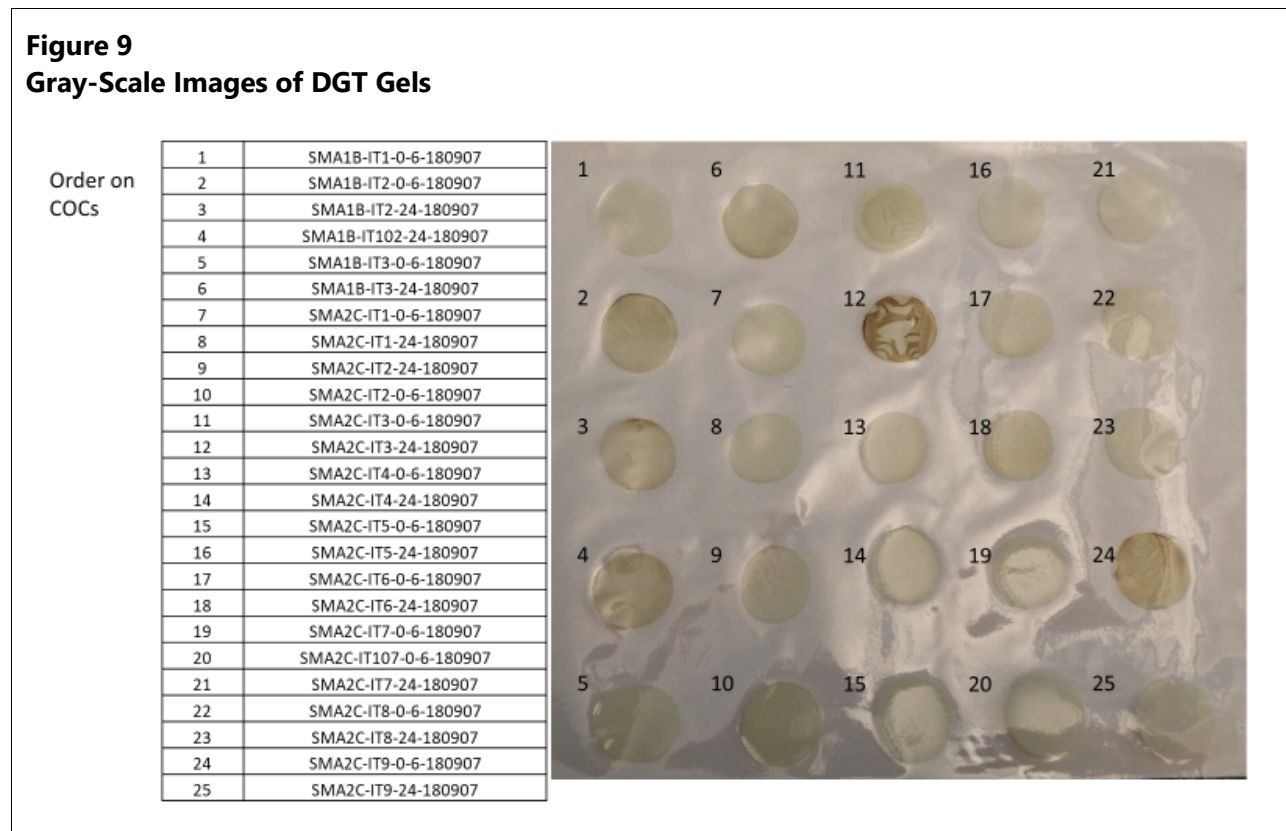 Figure 9
Gray-Scale Images of DGT Gels
Order on
COCs
1 SMA1B-IT1-0-6-180907
2 SMA1B-IT2-0-6-180907
3 SMA1B-IT2-24-180907
4 SMA1B-IT102-24-180907
5 SMA1B-IT3-0-6-180907
6 SMA1B-IT3-24-180907
7 SMA2C-IT1-0-6-180907
8 SMA2C-IT1-24-180907
9 SMA2C-IT2-24-180907
10 SMA2C-IT2-0-6-180907
11 SMA2C-IT3-0-6-180907
12 SMA2C-IT3-24-180907
13 SMA2C-IT4-0-6-180907
14 SMA2C-IT4-24-180907
15 SMA2C-IT5-0-6-180907
16 SMA2C-IT5-24-180907
17 SMA2C-IT6-0-6-180907
18 SMA2C-IT6-24-180907
19 SMA2C-IT7-0-6-180907
20 SMA2C-IT107-0-6-180907
21 SMA2C-IT7-24-180907
22 SMA2C-IT8-0-6-180907
23 SMA2C-IT8-24-180907
24 SMA2C-IT9-0-6-180907
25 SMA2C-IT9-24-180907
1 6 11 16 21
2 7 12 17 22
3 8 13 18 23
4 9 14 19 24
5 10 15 20 25